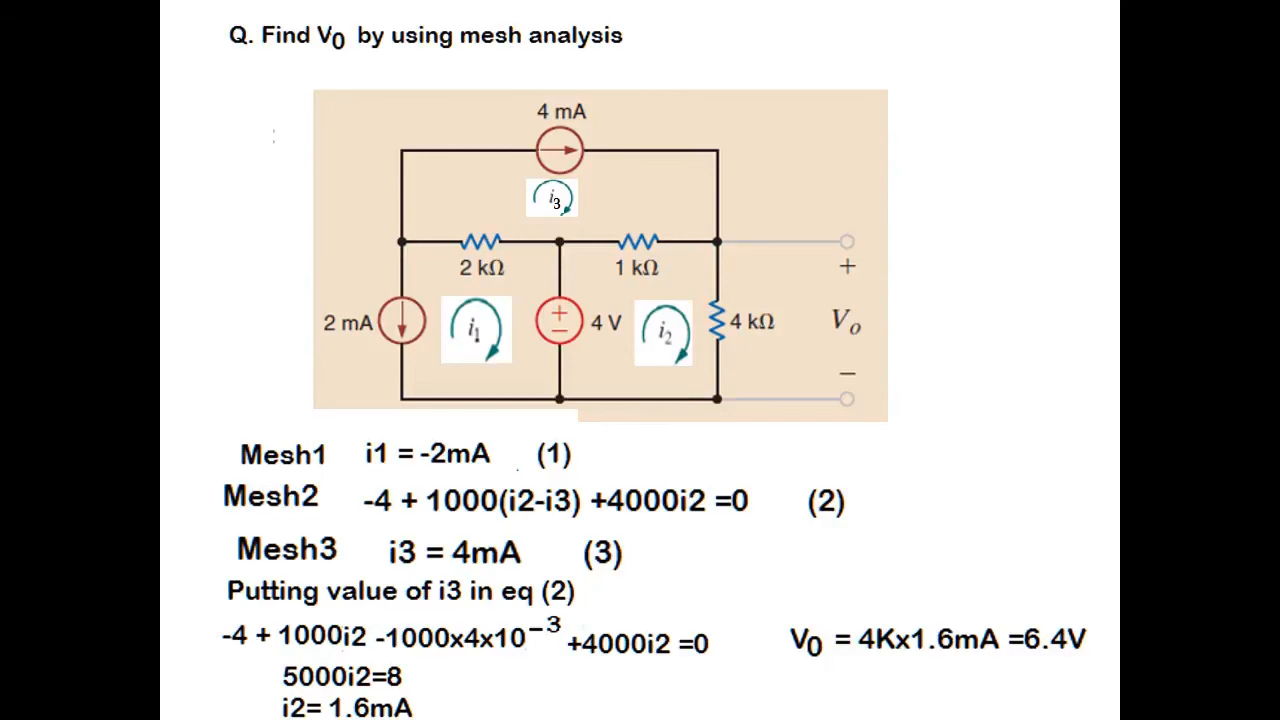 Q. Find V0 by using mesh analysis
4 mA
i3
2 kΩ
1 kΩ
+
2 mA
i1
+
−
4 V
i2
4 kΩ
Vo
−
Mesh1 i1 = -2mA (1)
Mesh2 -4 + 1000(i2-i3) +4000i2 =0 (2)
Mesh3 i3 = 4mA (3)
Putting value of i3 in eq (2)
-4 + 1000i2 -1000x4x10−3 +4000i2 =0 V0 = 4Kx1.6mA =6.4V
5000i2=8
i2= 1.6mA